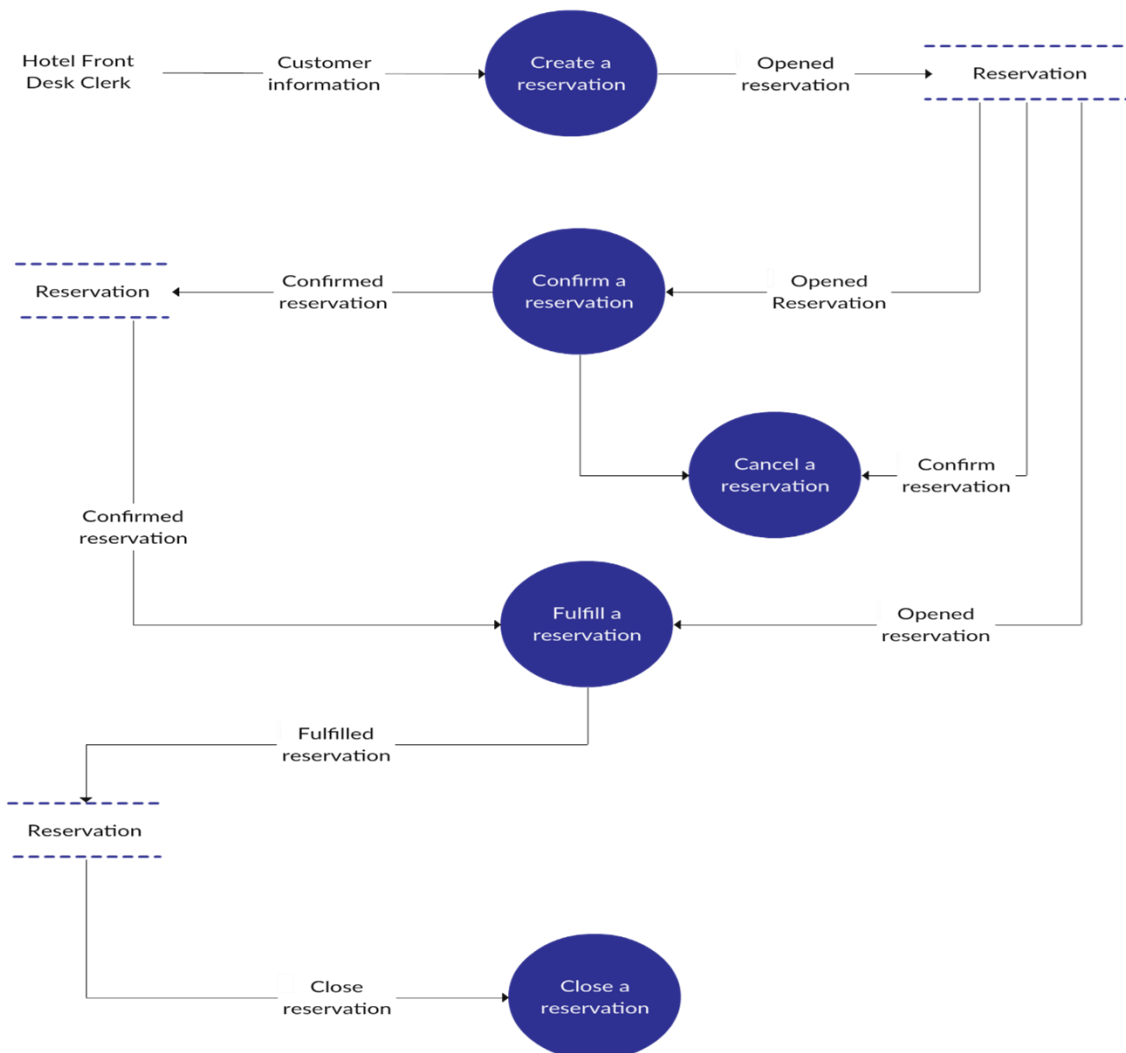 Hotel Front
Desk Clerk
Customer
information
Create a
reservation
Opened
reservation
Reservation
Reservation
Confirmed
reservation
Confirm a
reservation
Opened
Reservation
Cancel a
reservation
Confirm
reservation
Confirmed
reservation
Fulfill a
reservation
Opened
reservation
Fulfilled
reservation
Reservation
Close
reservation
Close a
reservation